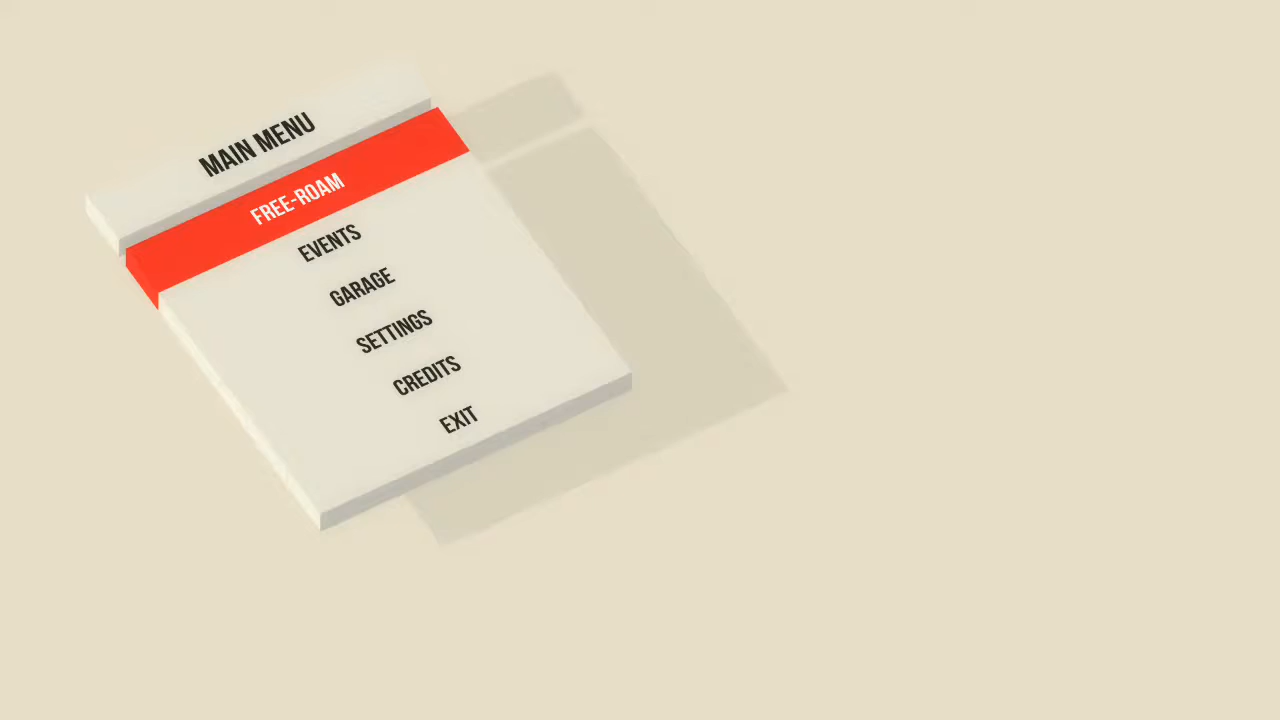 MAIN MENU
FREE-ROAM
EVENTS
GARAGE
SETTINGS
CREDITS
EXIT